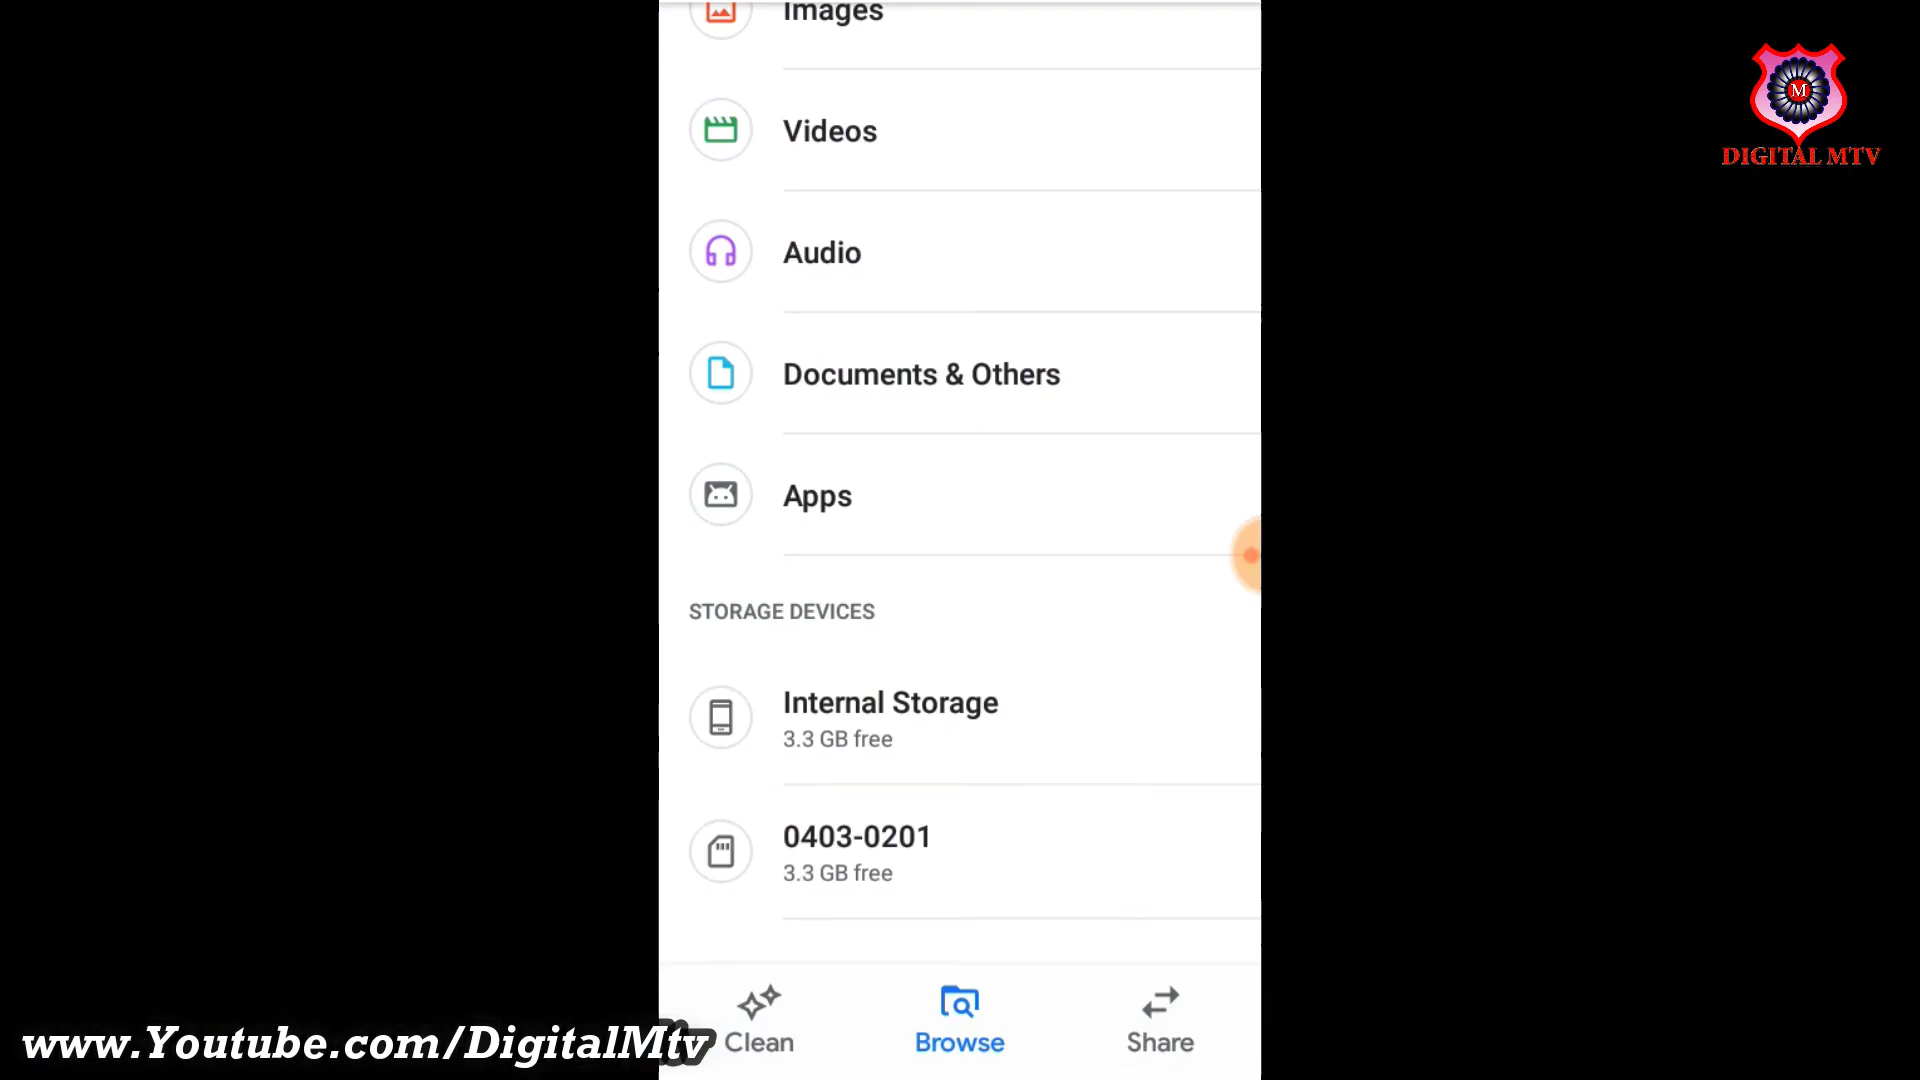 Images
Videos
Audio
Documents & Others
Apps
STORAGE DEVICES
Internal Storage
3.3 GB free
0403-0201
3.3 GB free
Clean
Browse
Share
M
DIGITAL MTV
www.Youtube.com/DigitalMtv